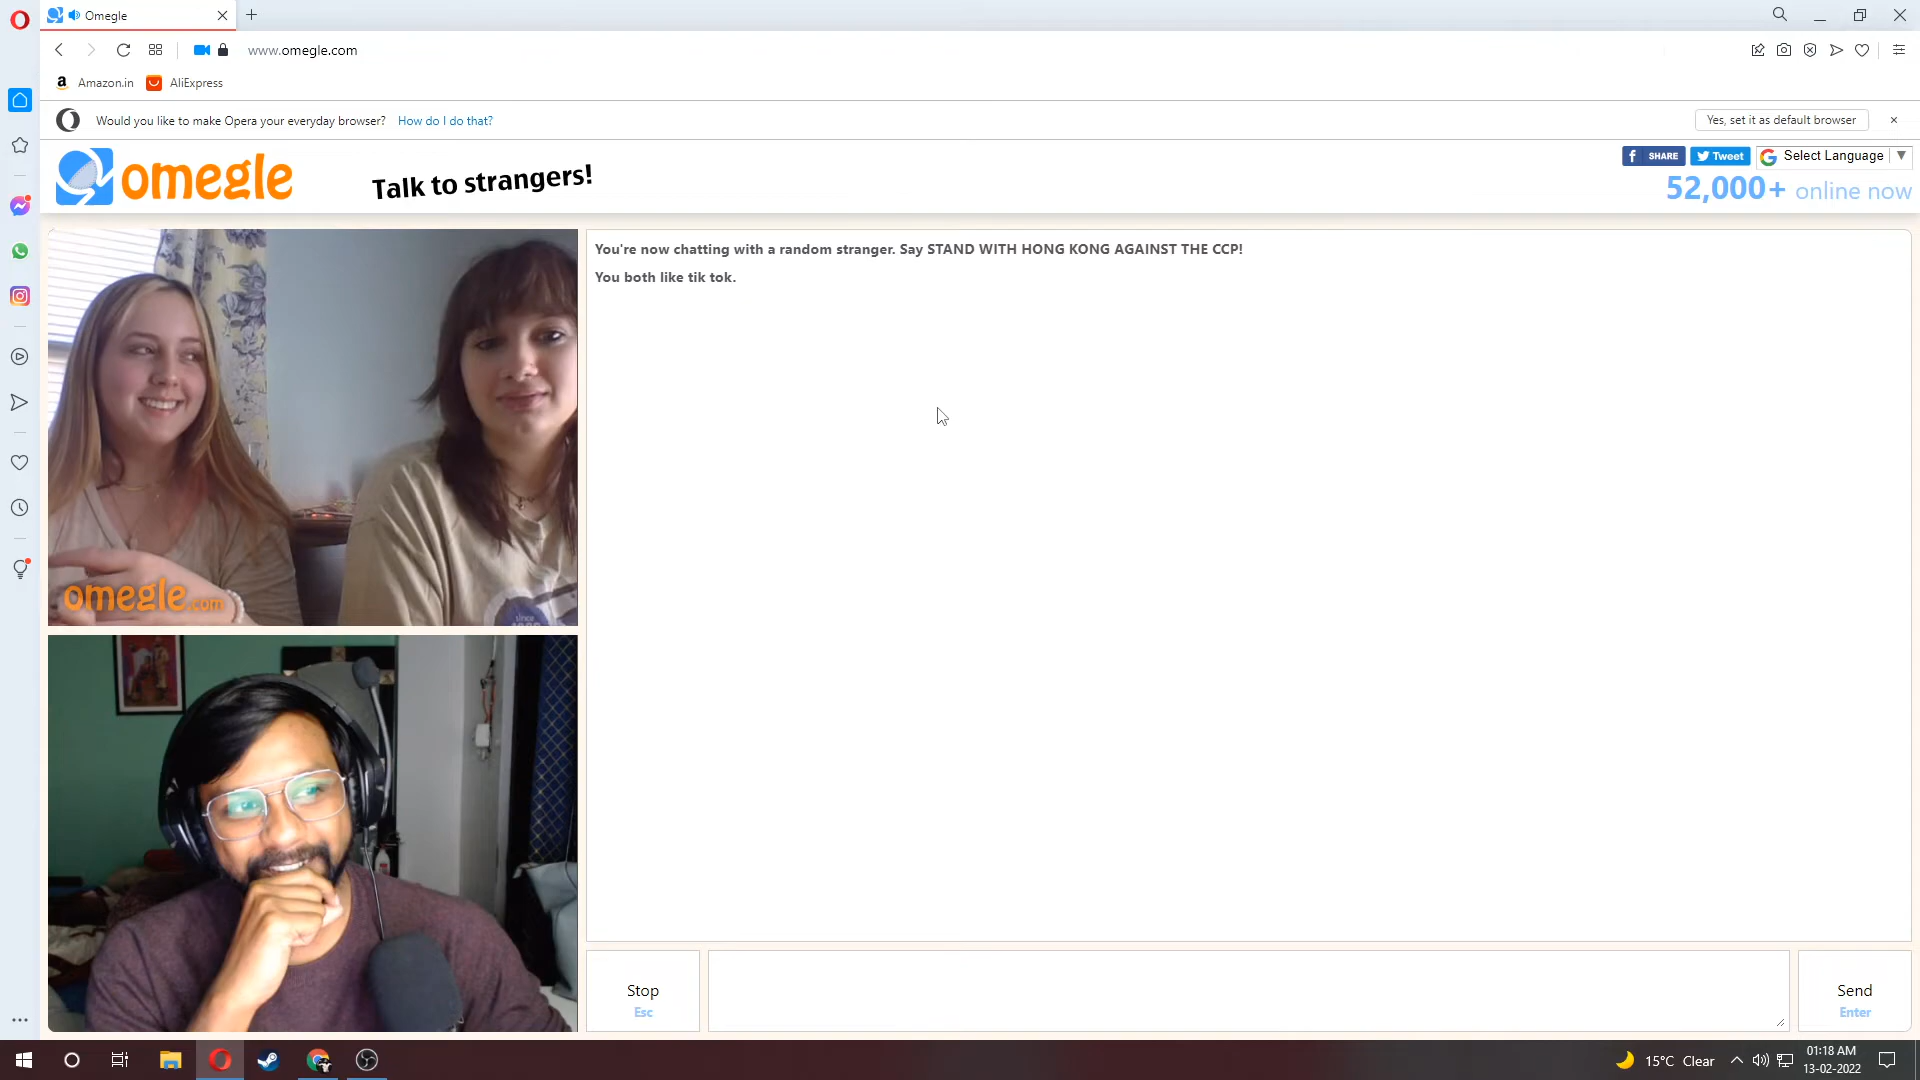 Omegle
www.omegle.com
Amazon.in AliExpress
Would you like to make Opera your everyday browser? How do I do that? Yes, set it as default browser
omegle Talk to strangers! SHARE Tweet Select Language
52,000+ online now
You're now chatting with a random stranger. Say STAND WITH HONG KONG AGAINST THE CCP!
You both like tik tok.
omegle.com
since
Stop
Esc
Send
Enter
15°C Clear
01:18 AM
13-02-2022